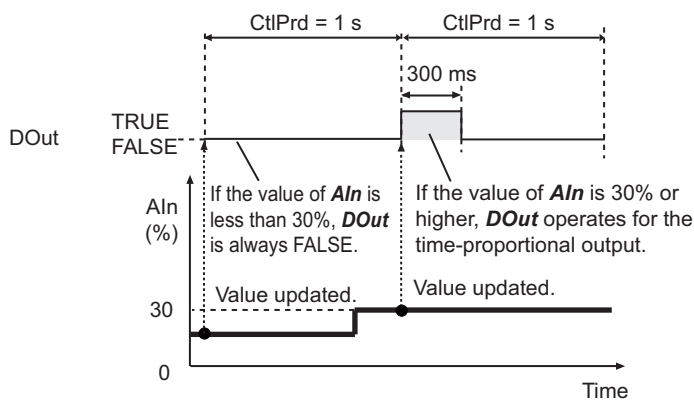 CtlPrd = 1 s CtlPrd = 1 s
300 ms
DOut
TRUE
FALSE
If the value of AIn is
less than 30%, DOut
is always FALSE.
If the value of AIn is 30% or
higher, DOut operates for the
time-proportional output.
AIn
(%)
Value updated. Value updated.
30
0
Time